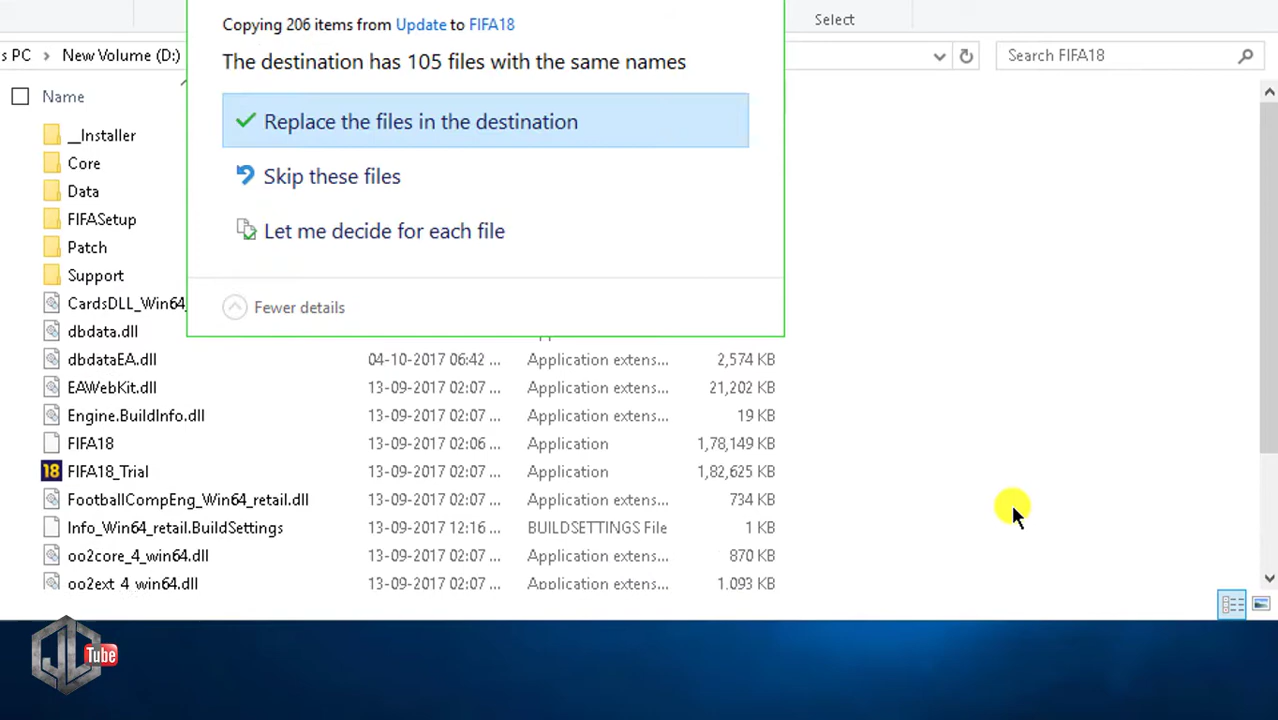 Copying 206 items from Update to FIFA18
Select
s PC > New Volume (D:)
Search FIFA18
The destination has 105 files with the same names
Name
Replace the files in the destination
__Installer
Core
Skip these files
Data
FIFASetup
Let me decide for each file
Patch
Support
CardsDLL_Win64_
Fewer details
dbdata.dll
dbdataEA.dll 04-10-2017 06:42 ... Application extens... 2,574 KB
EAWebKit.dll 13-09-2017 02:07 ... Application extens... 21,202 KB
Engine.BuildInfo.dll 13-09-2017 02:07 ... Application extens... 19 KB
FIFA18 13-09-2017 02:06 ... Application 1,78,149 KB
18 FIFA18_Trial 13-09-2017 02:07 ... Application 1,82,625 KB
FootballCompEng_Win64_retail.dll 13-09-2017 02:07 ... Application extens... 734 KB
Info_Win64_retail.BuildSettings 13-09-2017 12:16 ... BUILDSETTINGS File 1 KB
oo2core_4_win64.dll 13-09-2017 02:07 ... Application extens... 870 KB
oo2ext_4_win64.dll 13-09-2017 02:07 ... Application extens... 1,093 KB
Tube